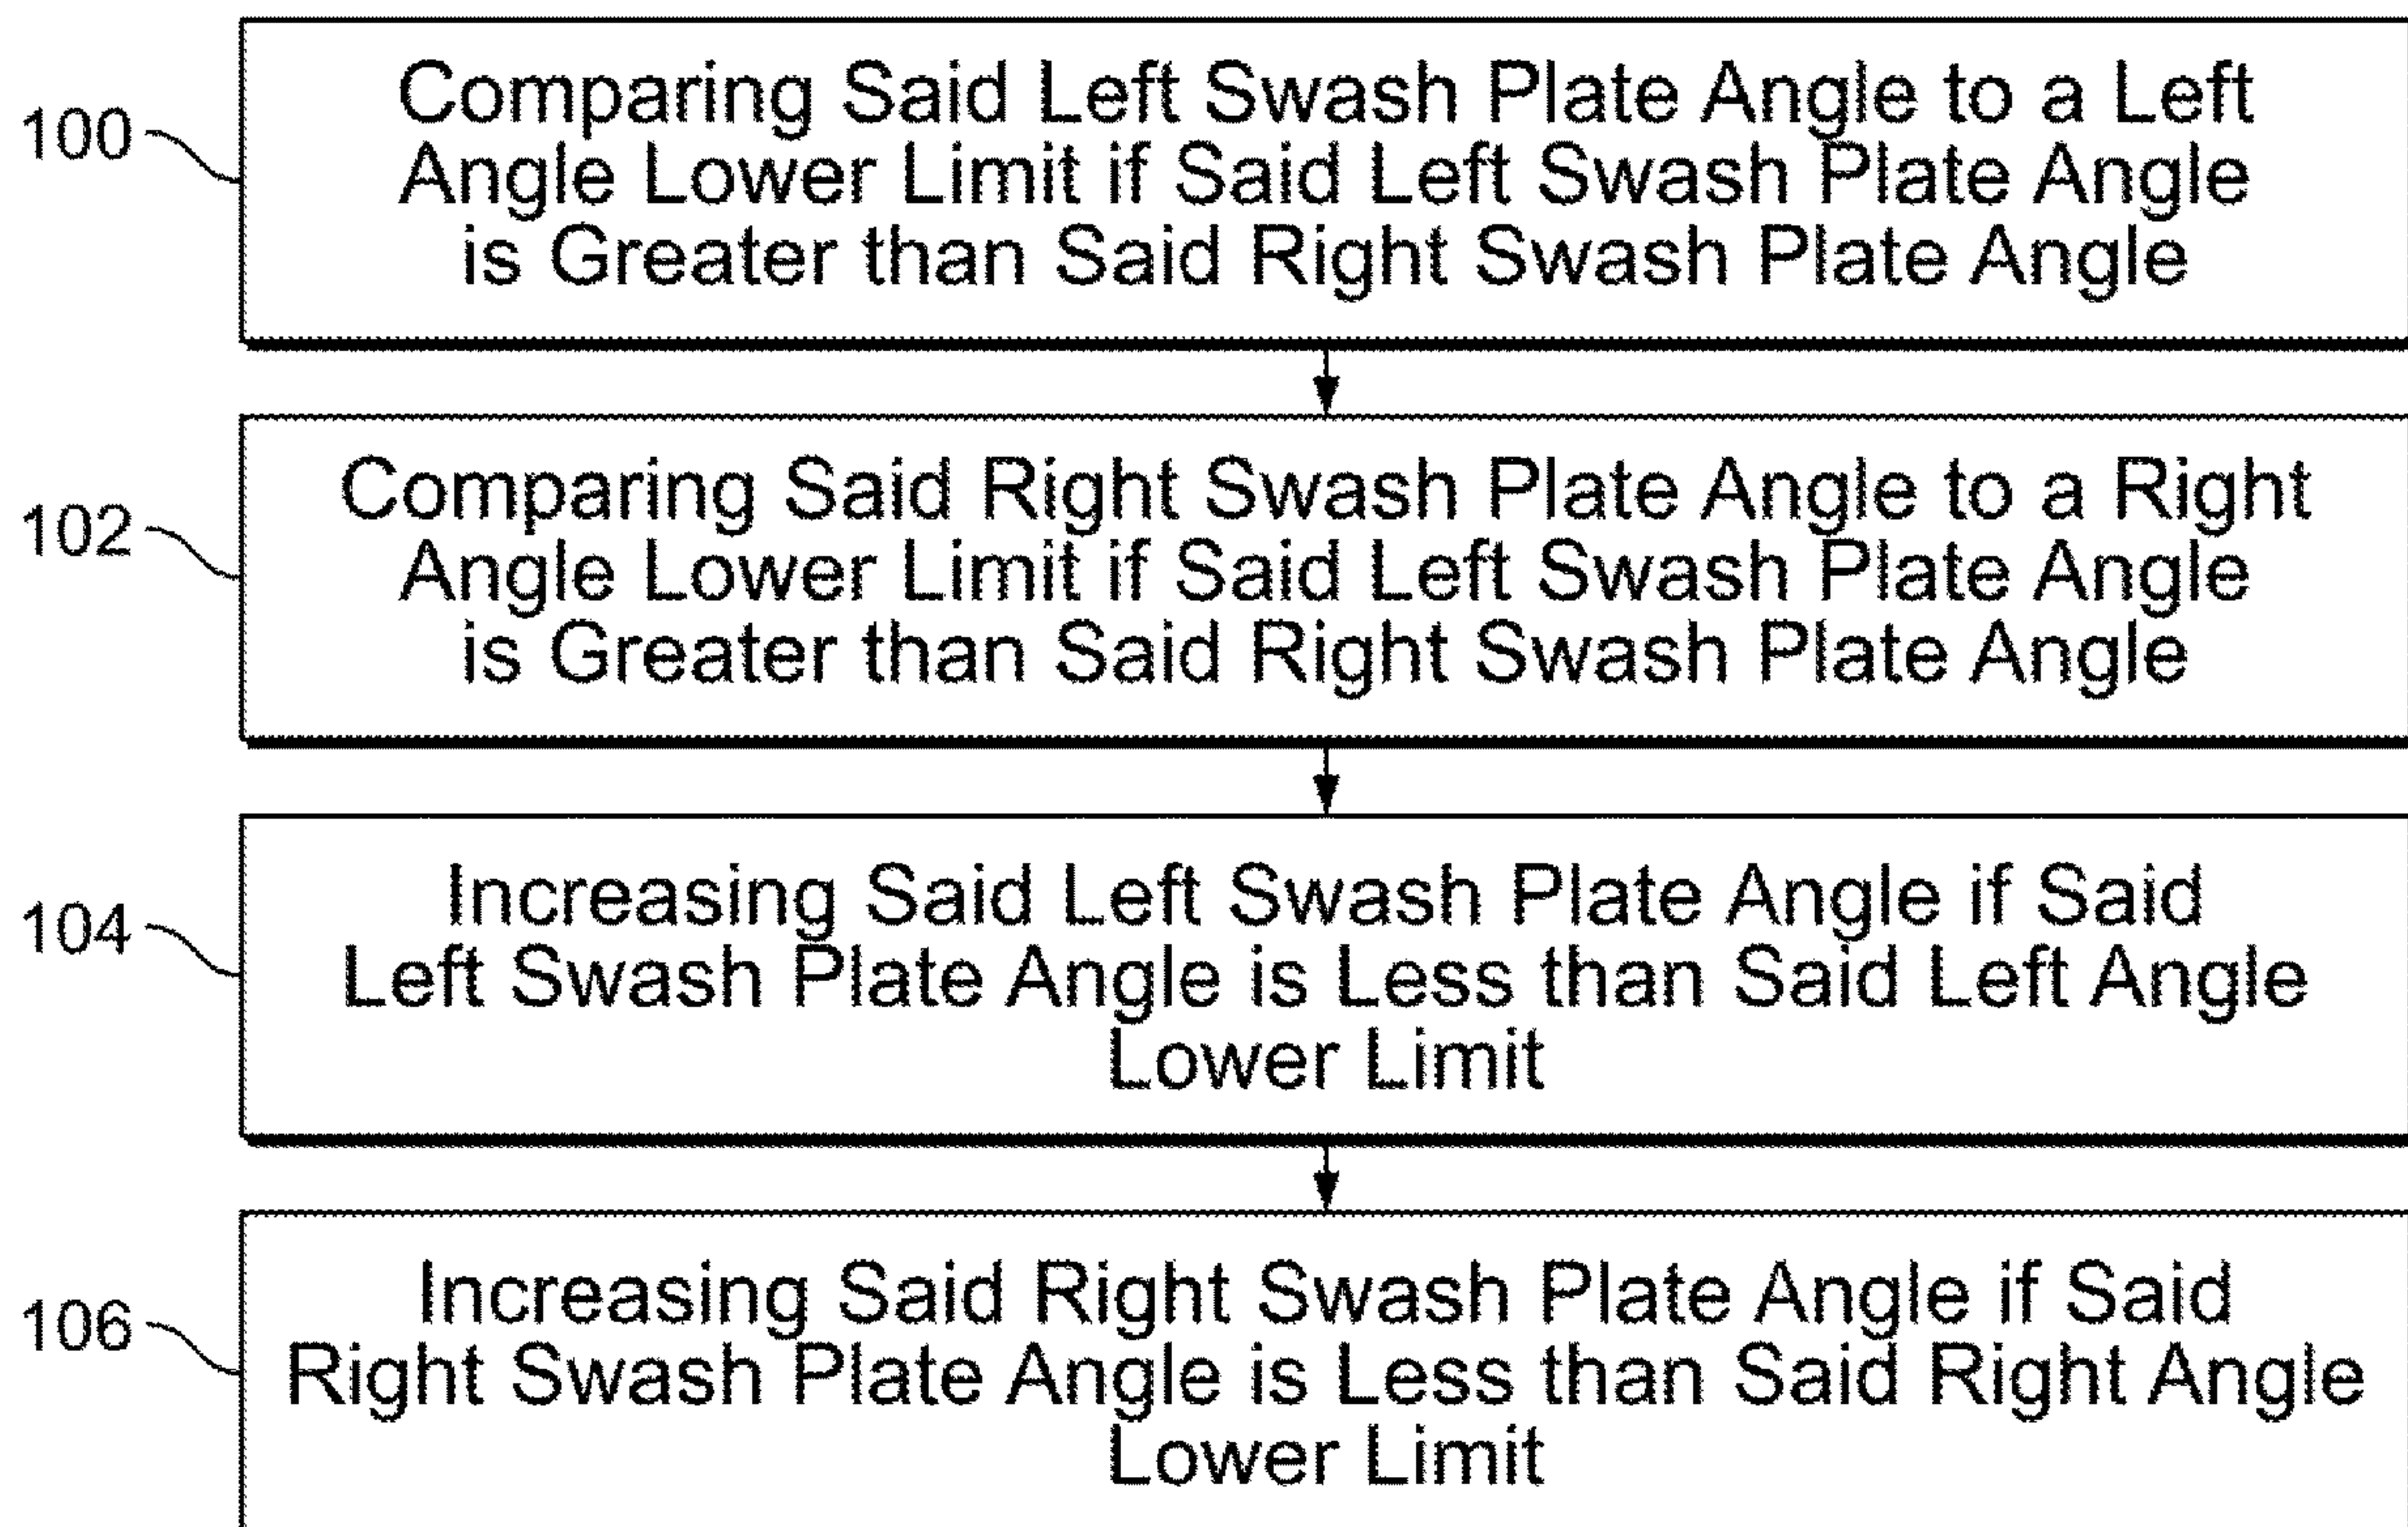 100
Comparing Said Left Swash Plate Angle to a Left
Angle Lower Limit if Said Left Swash Plate Angle
is Greater than Said Right Swash Plate Angle
102
Comparing Said Right Swash Plate Angle to a Right
Angle Lower Limit if Said Left Swash Plate Angle
is Greater than Said Right Swash Plate Angle
104
Increasing Said Left Swash Plate Angle if Said
Left Swash Plate Angle is Less than Said Left Angle
Lower Limit
106
Increasing Said Right Swash Plate Angle if Said
Right Swash Plate Angle is Less than Said Right Angle
Lower Limit